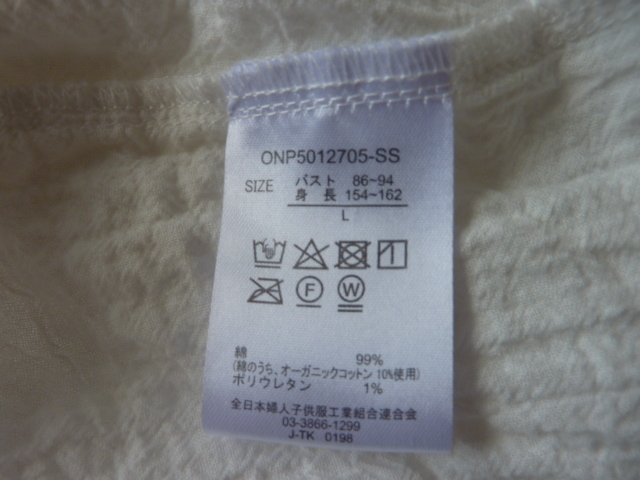 ONP5012705-SS
SIZE バスト 86~94
身長 154~162
L
F W
綿 99%
(綿のうち、オーガニックコットン 10%使用)
ポリウレタン 1%
全日本婦人子供服工業組合連合会
03-3866-1299
J-TK 0198